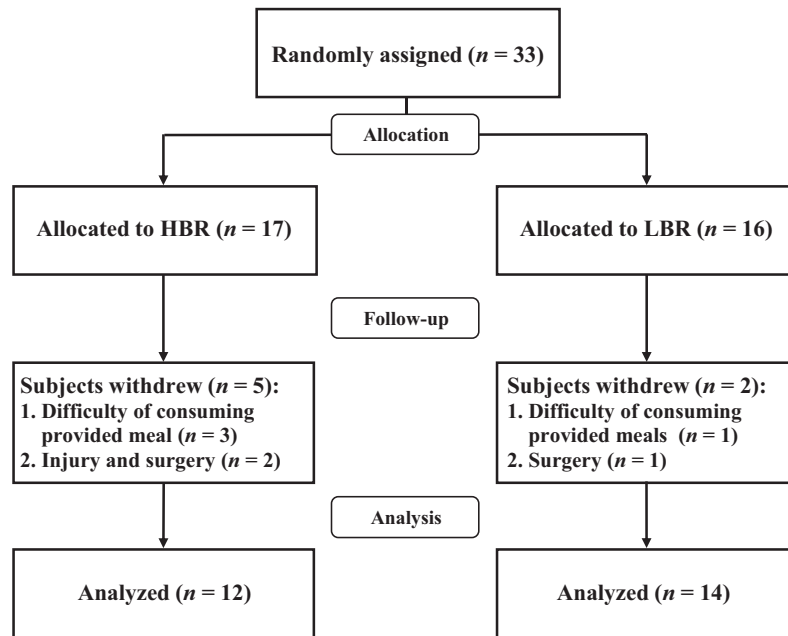 Randomly assigned (n = 33)
Allocation
Allocated to HBR (n = 17)
Allocated to LBR (n = 16)
Follow-up
Subjects withdrew (n = 5):
1. Difficulty of consuming
provided meal (n = 3)
2. Injury and surgery (n = 2)
Subjects withdrew (n = 2):
1. Difficulty of consuming
provided meals (n = 1)
2. Surgery (n = 1)
Analysis
Analyzed (n = 12)
Analyzed (n = 14)